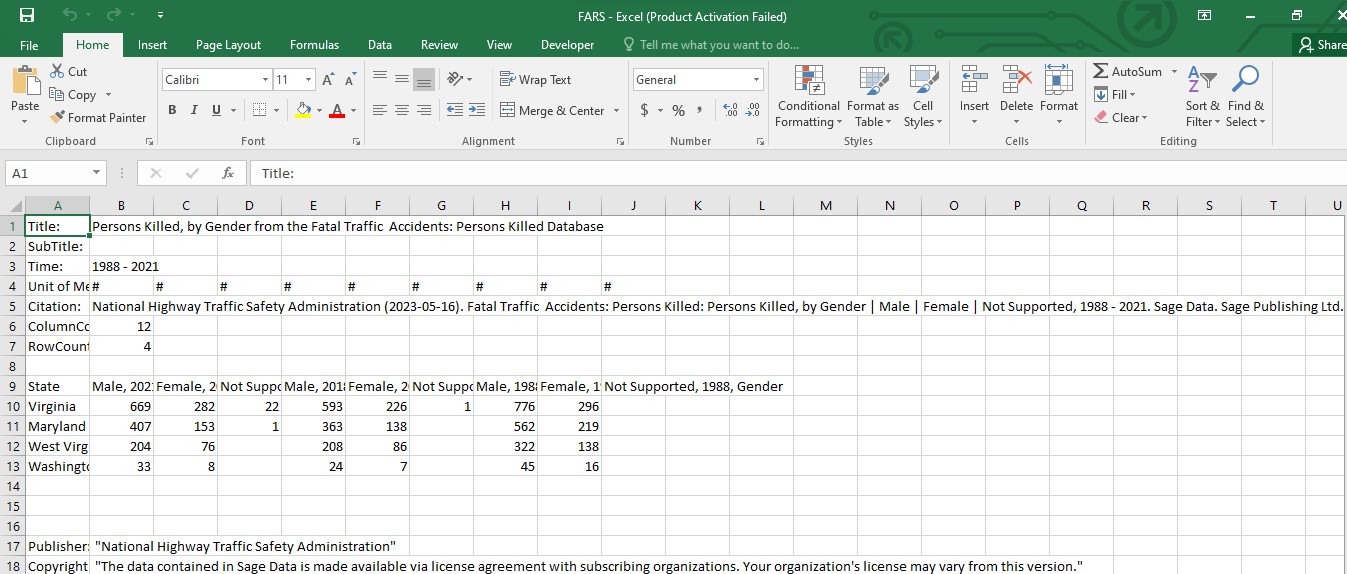 FARS - Excel (Product Activation Failed)
File Home Insert Page Layout Formulas Data Review View Developer Tell me what you want to do... Share
Paste Cut Copy Format Painter Clipboard
Calibri 11 A A B I U A Font
Wrap Text Merge & Center Alignment
General $ % , .0 .00 .00 .0 Number
Conditional Formatting Format as Table Cell Styles Styles
Insert Delete Format Cells
AutoSum Fill Clear Sort & Filter Find & Select Editing
A1 fx Title:
A B C D E F G H I J K L M N O P Q R S T U
1 Title: Persons Killed, by Gender from the Fatal Traffic Accidents: Persons Killed Database
2 SubTitle:
3 Time: 1988 - 2021
4 Unit of Me # # # # # # # # #
5 Citation: National Highway Traffic Safety Administration (2023-05-16). Fatal Traffic Accidents: Persons Killed: Persons Killed, by Gender | Male | Female | Not Supported, 1988 - 2021. Sage Data. Sage Publishing Ltd.
6 ColumnCo 12
7 RowCount 4
8
9 State Male, 202 Female, 2 Not Suppo Male, 201 Female, 2 Not Suppo Male, 198 Female, 1 Not Supported, 1988, Gender
10 Virginia 669 282 22 593 226 1 776 296
11 Maryland 407 153 1 363 138 562 219
12 West Virg 204 76 208 86 322 138
13 Washingto 33 8 24 7 45 16
14
15
16
17 Publisher: "National Highway Traffic Safety Administration"
18 Copyright "The data contained in Sage Data is made available via license agreement with subscribing organizations. Your organization's license may vary from this version."